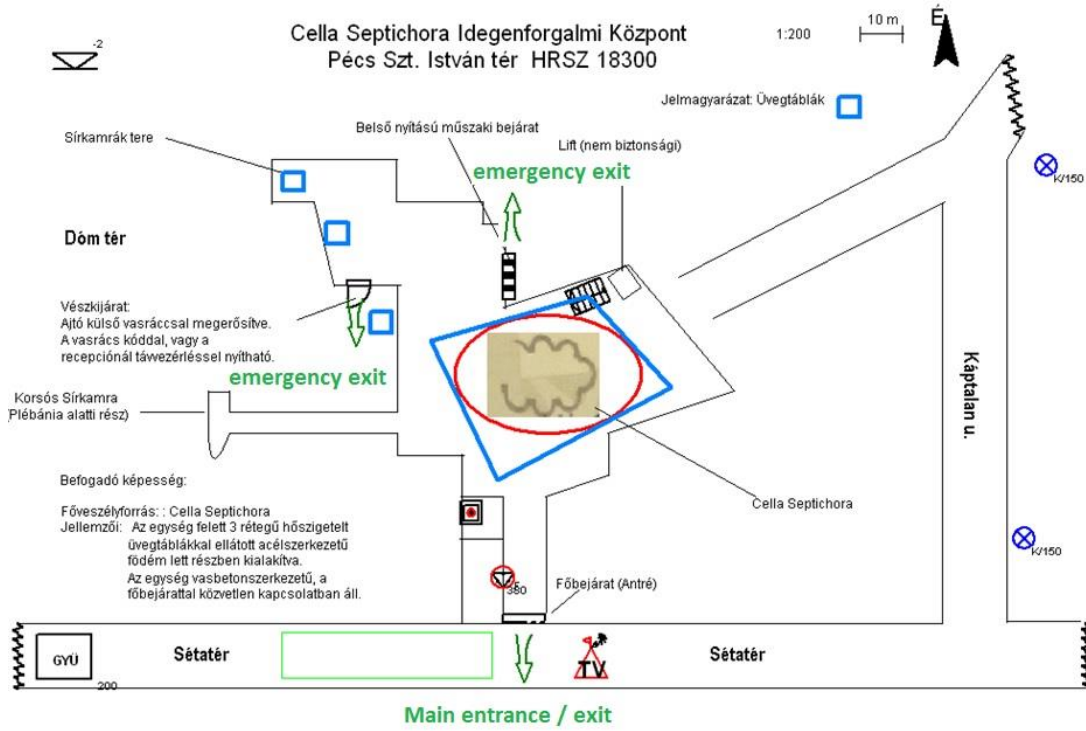 -2
Cella Septichora Idegenforgalmi Központ
Pécs Szt. István tér HRSZ 18300
1:200
10 m
É
Jelmagyarázat: Üvegtáblák
Belső nyitású műszaki bejárat
Sírkamrák tere
Lift (nem biztonsági)
emergency exit
K/150
Dóm tér
Vészkijárat:
Ajtó külső vasráccsal megerősítve.
A vasrács kóddal, vagy a
recepciónál távvezérléssel nyítható.
emergency exit
Korsós Sírkamra
(Plébánia alatti rész)
Káptalan u.
Befogadó képesség:
Főveszélyforrás: : Cella Septichora
Jellemzői: Az egység felett 3 rétegű hőszigetelt
üvegtáblákkal ellátott acélszerkezetű
födém lett részben kialakítva.
Az egység vasbetonszerkezetű, a
főbejárattal közvetlen kapcsolatban áll.
Cella Septichora
K/150
380
Főbejárat (Antré)
GYÜ
200
Sétatér
TV
Sétatér
Main entrance / exit